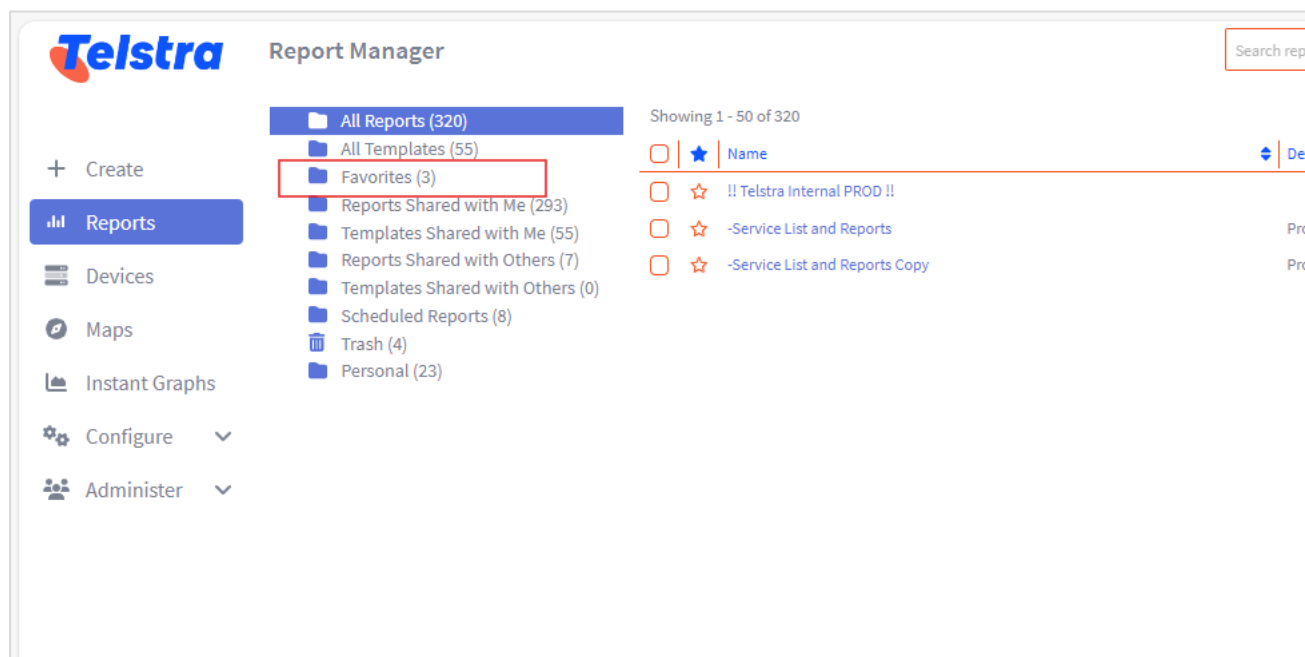 Telstra
Report Manager
Search rep
Create
Reports
Devices
Maps
Instant Graphs
Configure
Administer
All Reports (320)
All Templates (55)
Favorites (3)
Reports Shared with Me (293)
Templates Shared with Me (55)
Reports Shared with Others (7)
Templates Shared with Others (0)
Scheduled Reports (8)
Trash (4)
Personal (23)
Showing 1 - 50 of 320
Name De
!! Telstra Internal PROD !!
-Service List and Reports Pro
-Service List and Reports Copy Pro